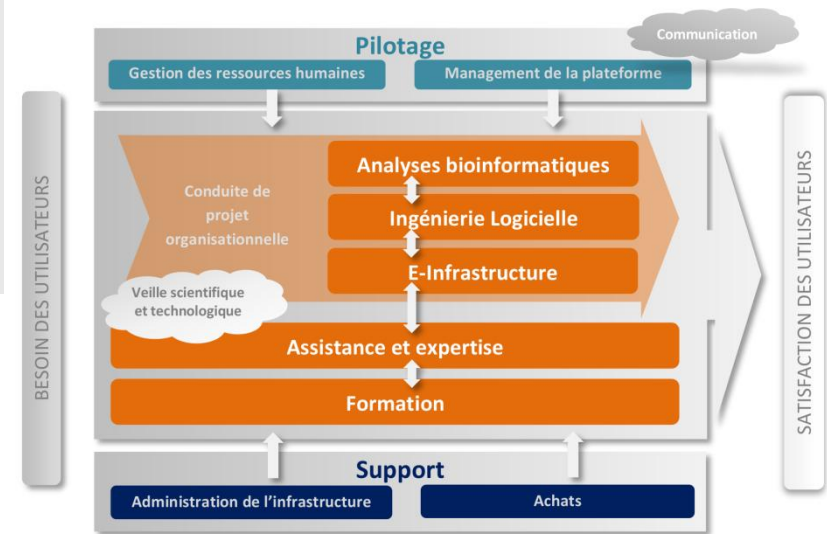 Communication
Pilotage
Gestion des ressources humaines
Management de la plateforme
BESOIN DES UTILISATEURS
Conduite de
projet
organisationnelle
Analyses bioinformatiques
Ingénierie Logicielle
E-Infrastructure
Veille scientifique
et technologique
Assistance et expertise
Formation
SATISFACTION DES UTILISATEURS
Support
Administration de l'infrastructure
Achats